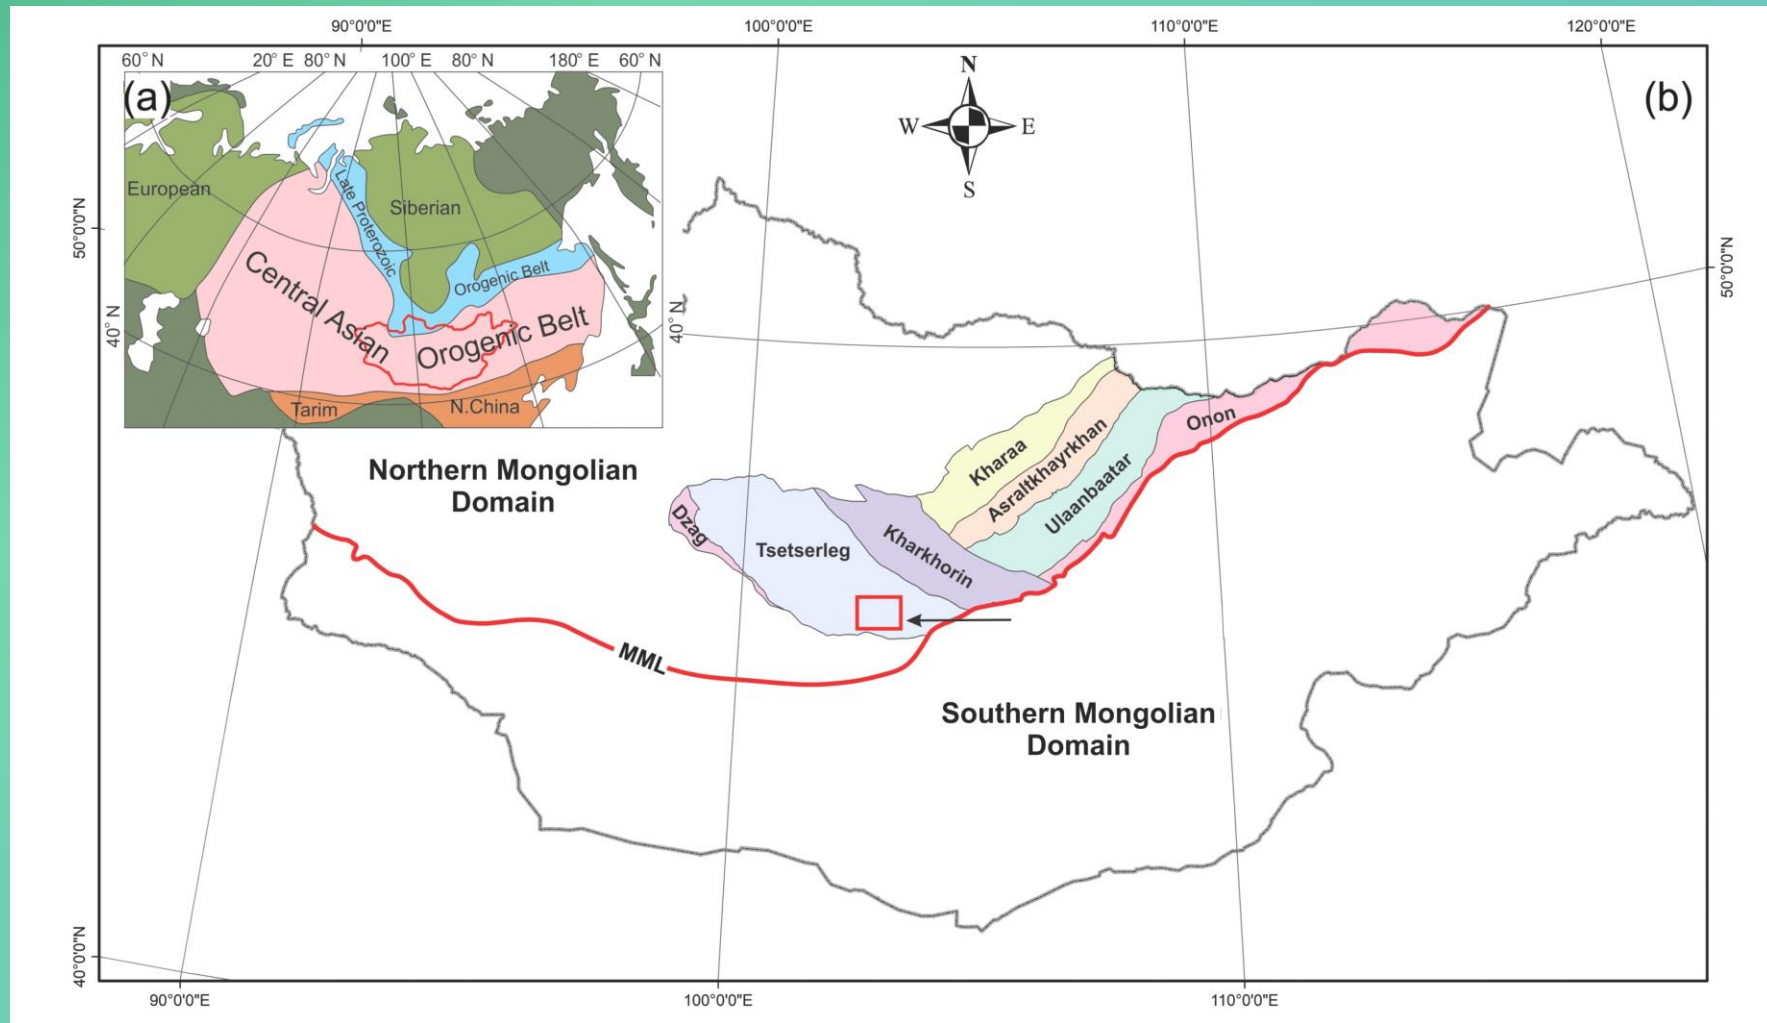 90°0'0"E
100°0'0"E
110°0'0"E
120°0'0"E
60° N
20° E
80° N
100° E
80° N
180° E
60° N
(a)
(b)
N
W
E
S
European
Late Proterozoic
Siberian
50°0'0"N
50°0'0"N
Central Asian
Orogenic Belt
Orogenic Belt
40° N
40° N
Tarim
N.China
Onon
Kharaa
Asraltkhayrkhan
Ulaanbaatar
Northern Mongolian
Domain
Dzag
Tsetserleg
Kharkhorin
MML
Southern Mongolian
Domain
40°0'0"N
90°0'0"E
100°0'0"E
110°0'0"E